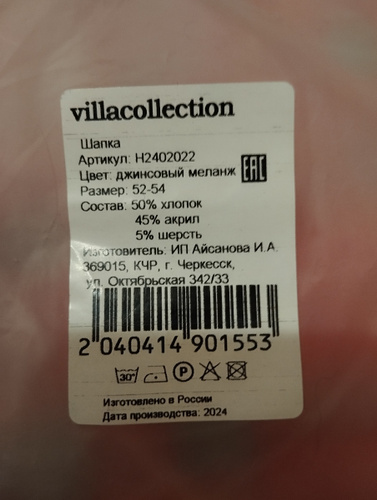 villacollection
Шапка
Артикул: H2402022
Цвет: джинсовый меланж
EAC
Размер: 52-54
Состав: 50% хлопок
45% акрил
5% шерсть
Изготовитель: ИП Айсанова И.А.
369015, КЧР, г. Черкесск,
ул. Октябрьская 342/33
2 040414 901553
30°
P
Изготовлено в России
Дата производства: 2024